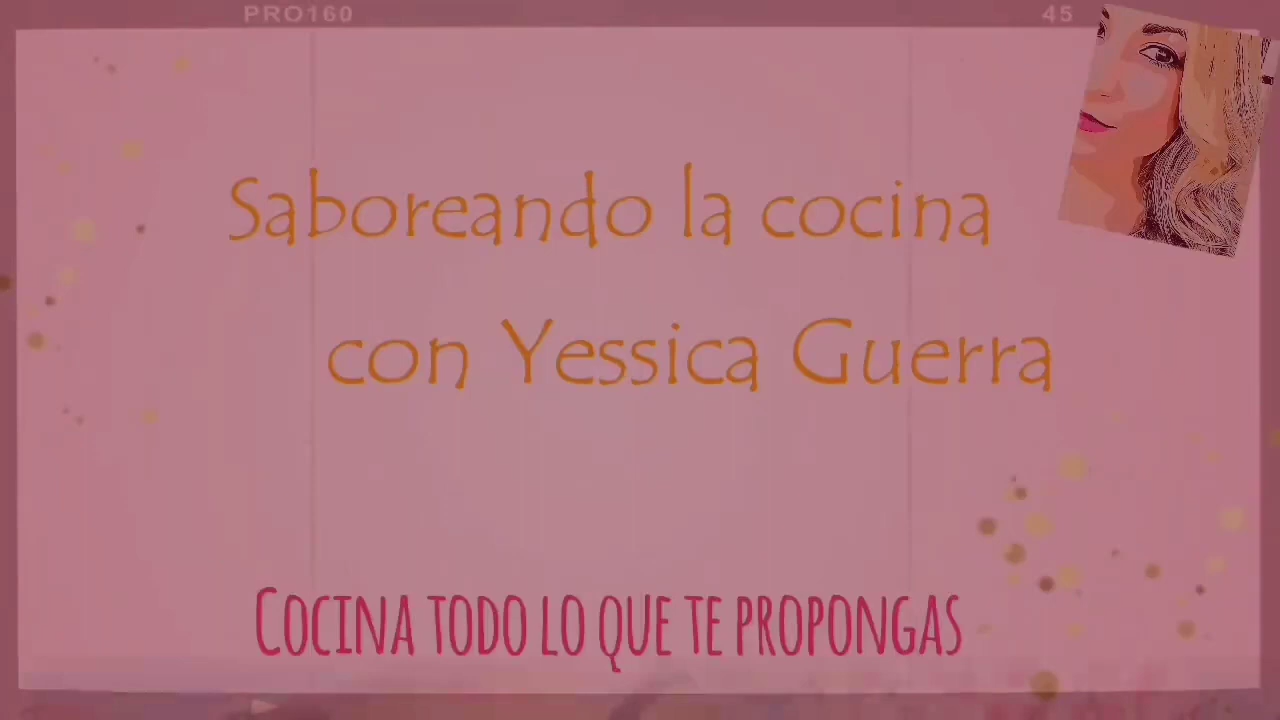 PRO160 45
Saboreando la cocina
con Yessica Guerra
COCINA TODO LO QUE TE PROPONGAS